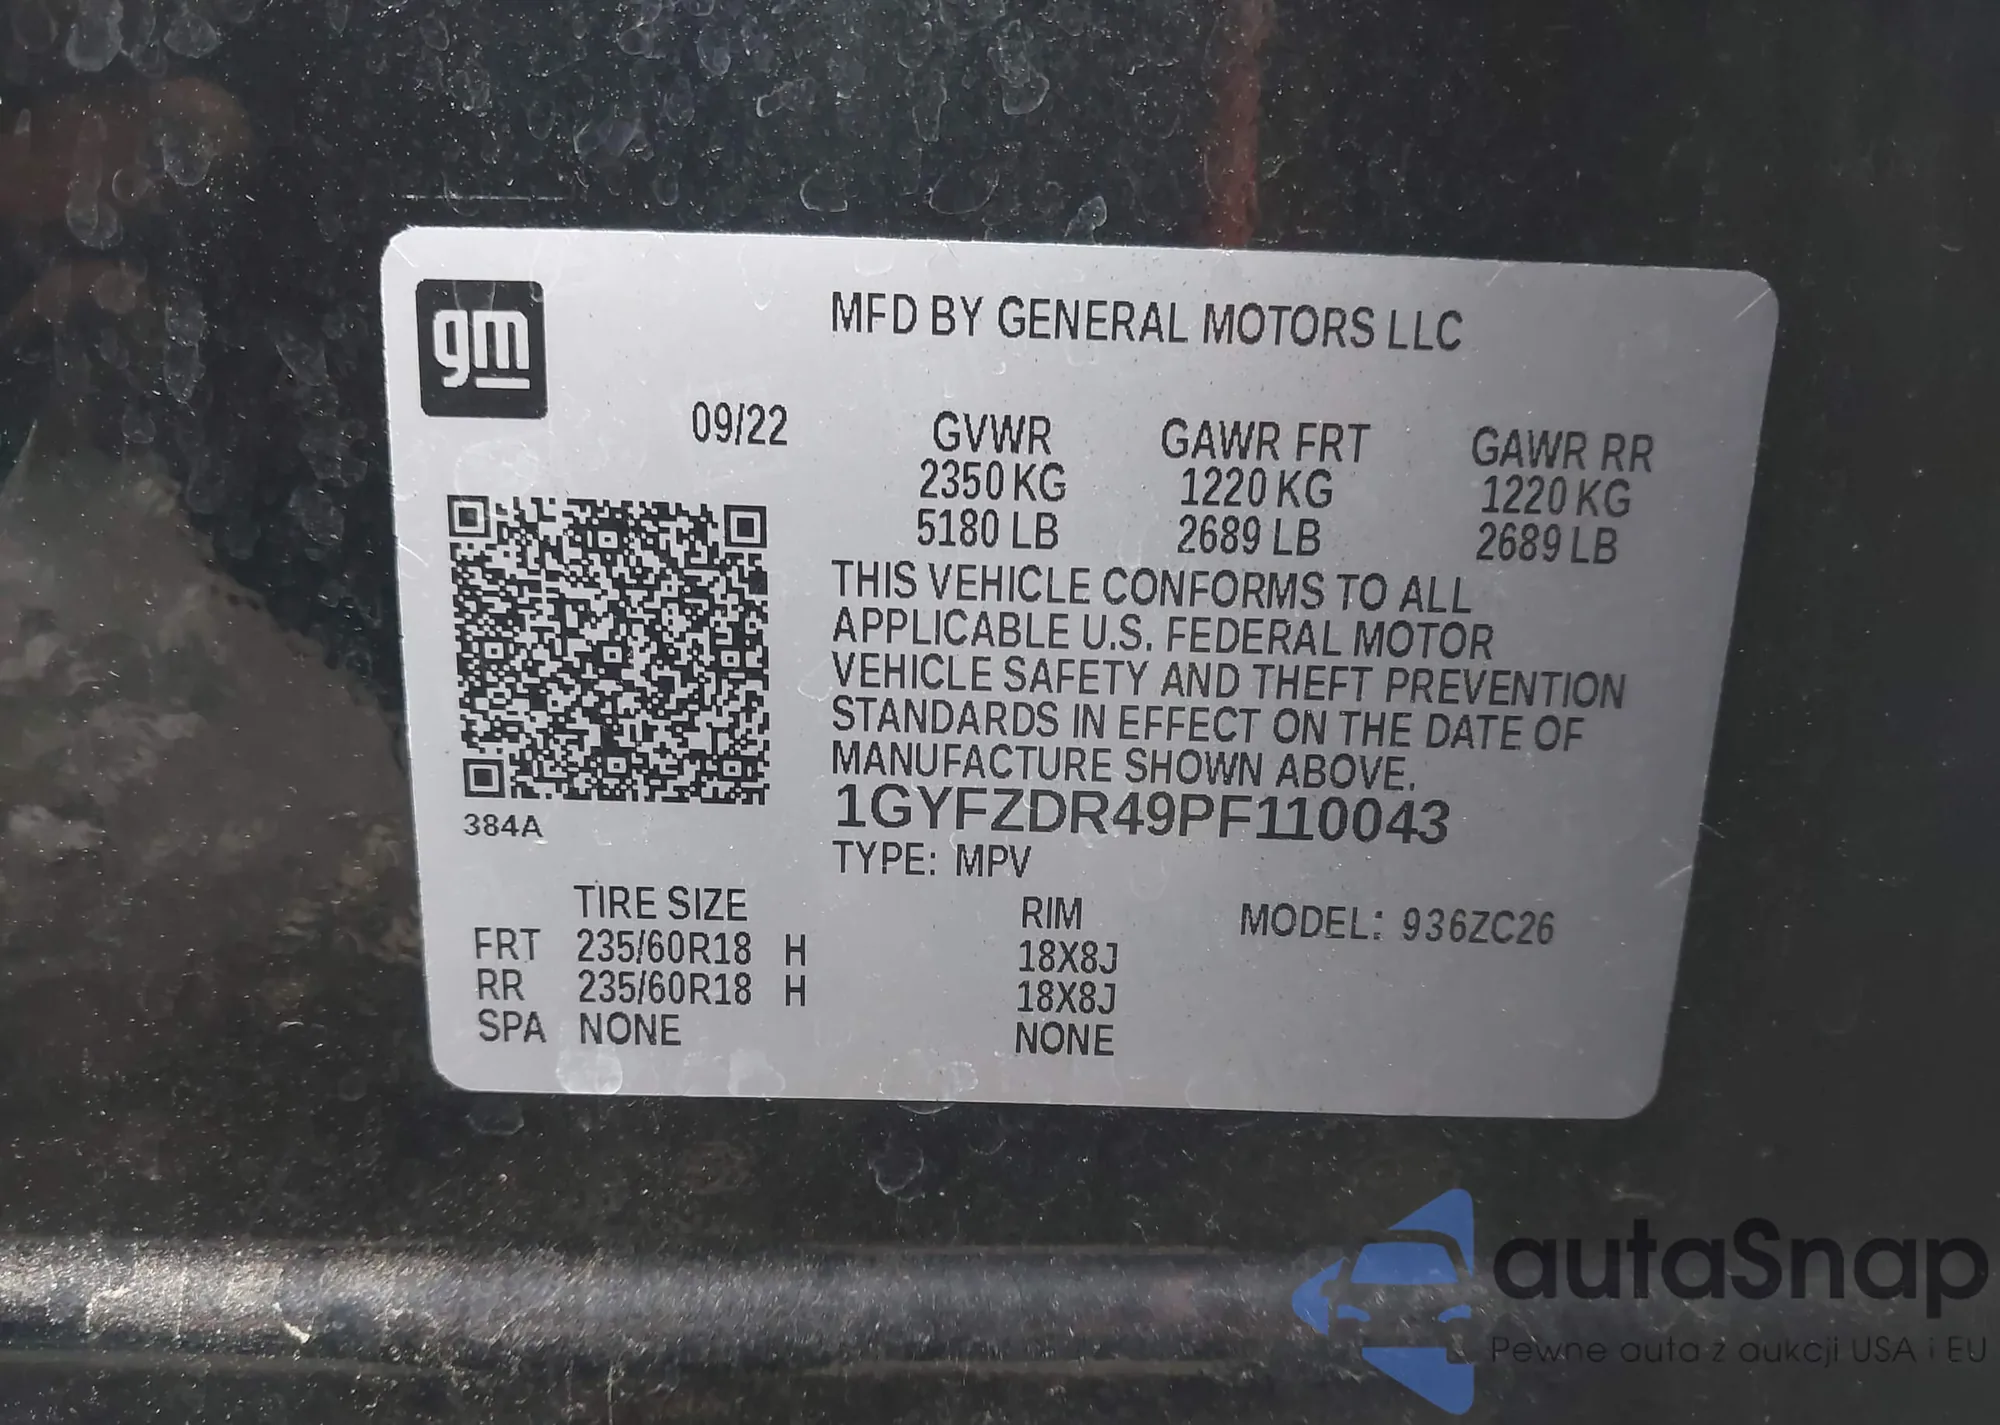 gm
MFD BY GENERAL MOTORS LLC
09/22 GVWR GAWR FRT GAWR RR
2350 KG 1220 KG 1220 KG
5180 LB 2689 LB 2689 LB
THIS VEHICLE CONFORMS TO ALL
APPLICABLE U.S. FEDERAL MOTOR
VEHICLE SAFETY AND THEFT PREVENTION
STANDARDS IN EFFECT ON THE DATE OF
MANUFACTURE SHOWN ABOVE.
384A 1GYFZDR49PF110043
TYPE: MPV
TIRE SIZE RIM MODEL: 936ZC26
FRT 235/60R18 H 18X8J
RR 235/60R18 H 18X8J
SPA NONE NONE
autaSnap
Pewne auta z aukcji USA i EU